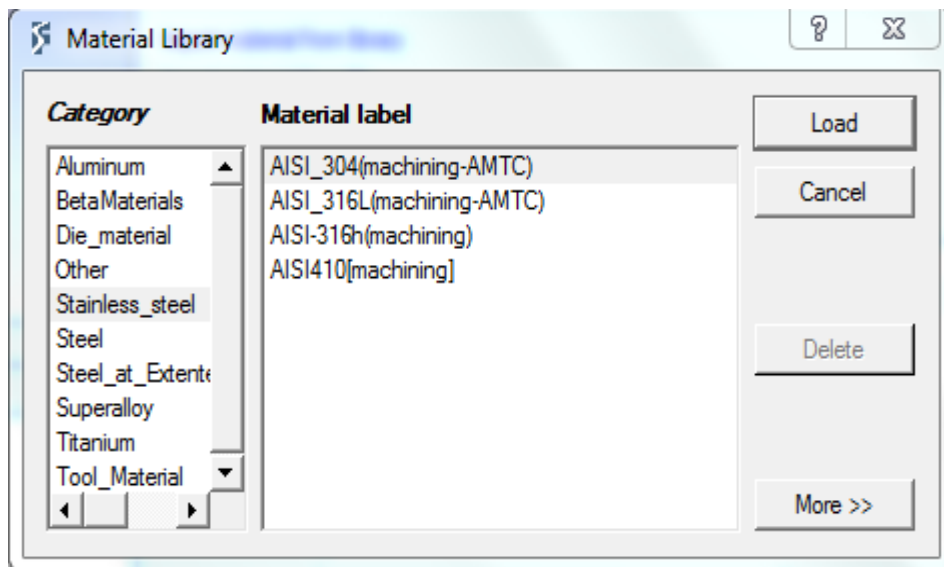 Material Library
Category
Material label
Load
Cancel
Delete
More >>
Aluminum
BetaMaterials
Die_material
Other
Stainless_steel
Steel
Steel_at_Extente
Superalloy
Titanium
Tool_Material
AISI_304(machining-AMTC)
AISI_316L(machining-AMTC)
AISI-316h(machining)
AISI410[machining]